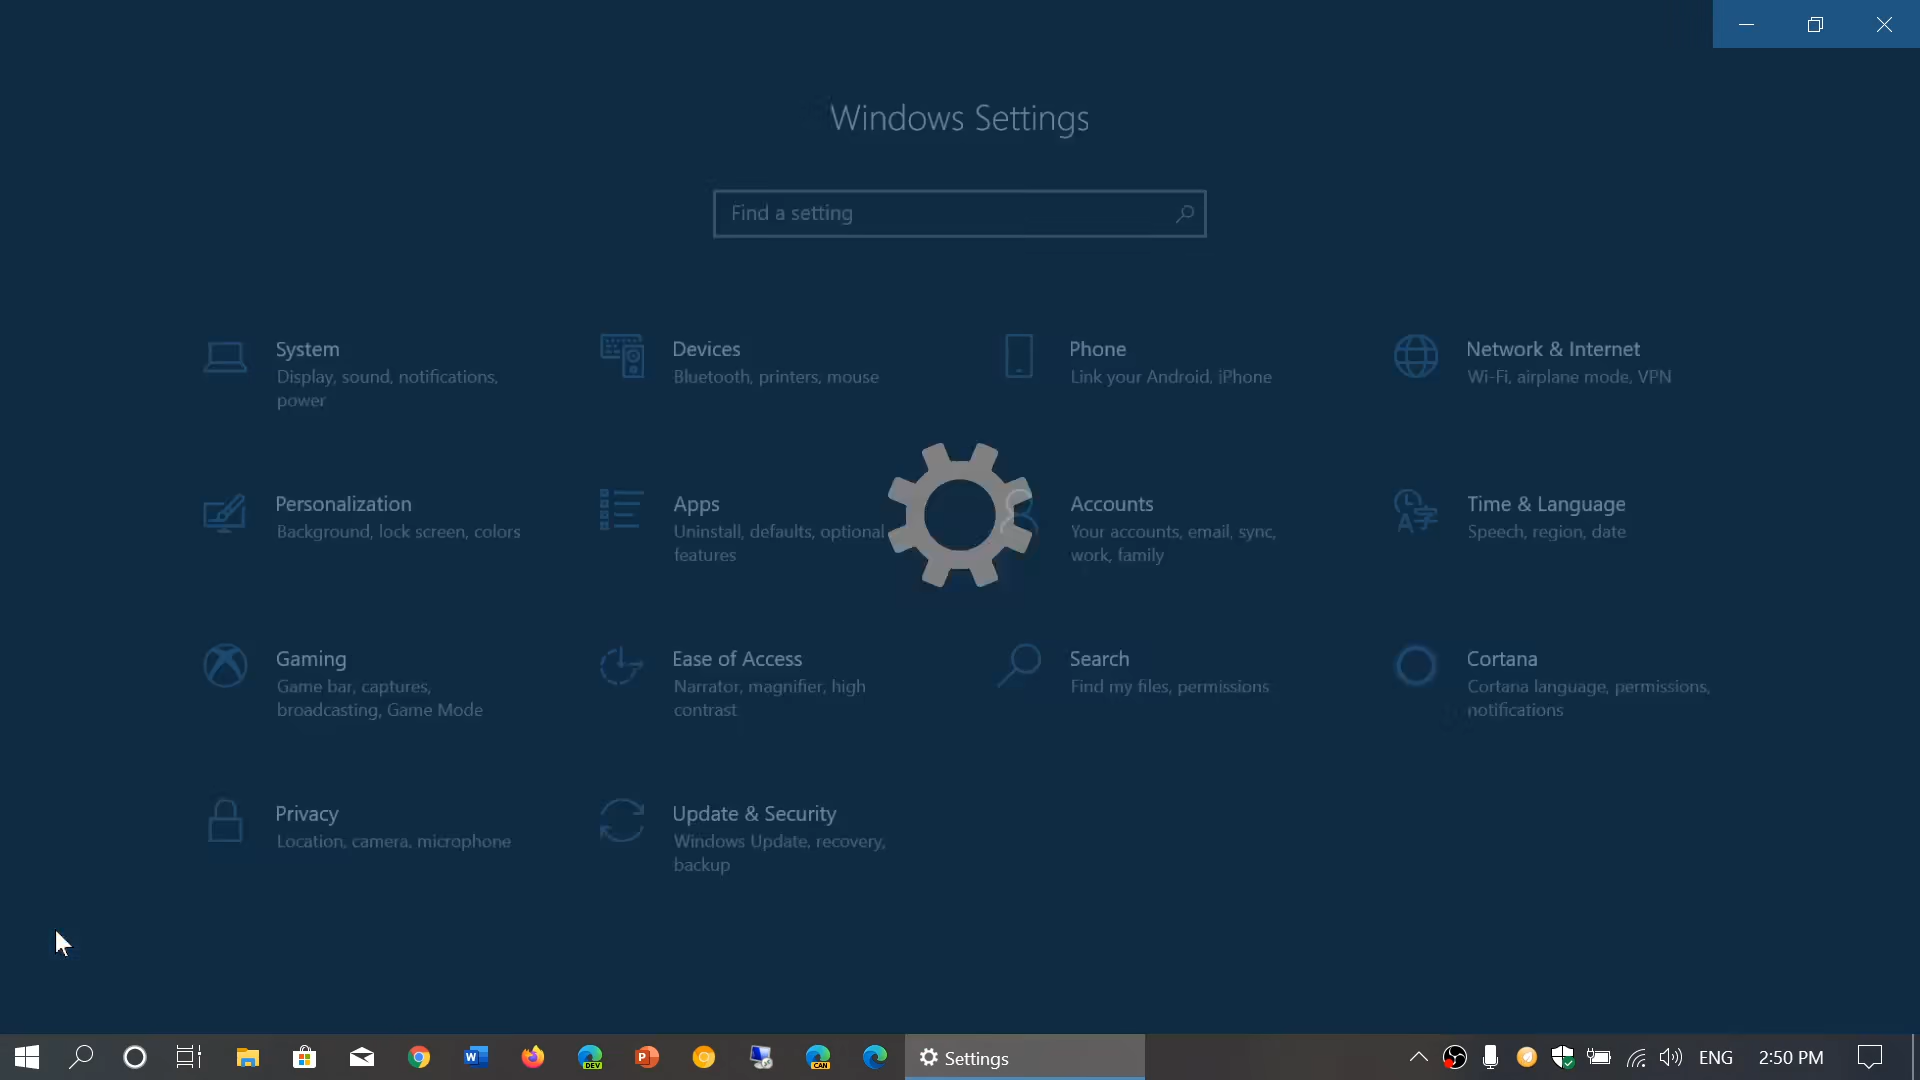 Windows Settings
Find a setting
System
Display, sound, notifications,
power
Devices
Bluetooth, printers, mouse
Phone
Link your Android, iPhone
Network & Internet
Wi-Fi, airplane mode, VPN
Personalization
Background, lock screen, colors
Apps
Uninstall, defaults, optional
features
Accounts
Your accounts, email, sync,
work, family
Time & Language
Speech, region, date
Gaming
Game bar, captures,
broadcasting, Game Mode
Ease of Access
Narrator, magnifier, high
contrast
Search
Find my files, permissions
Cortana
Cortana language, permissions,
notifications
Privacy
Location, camera, microphone
Update & Security
Windows Update, recovery,
backup
W
DEV
P
CAN
Settings
ENG
2:50 PM